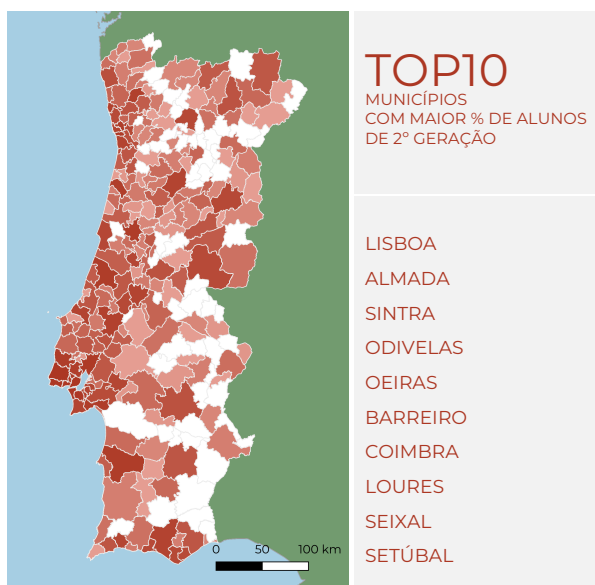 TOP10
MUNICÍPIOS
COM MAIOR % DE ALUNOS
DE 2º GERAÇÃO
LISBOA
ALMADA
SINTRA
ODIVELAS
OEIRAS
BARREIRO
COIMBRA
LOURES
SEIXAL
SETÚBAL
0 50 100 km